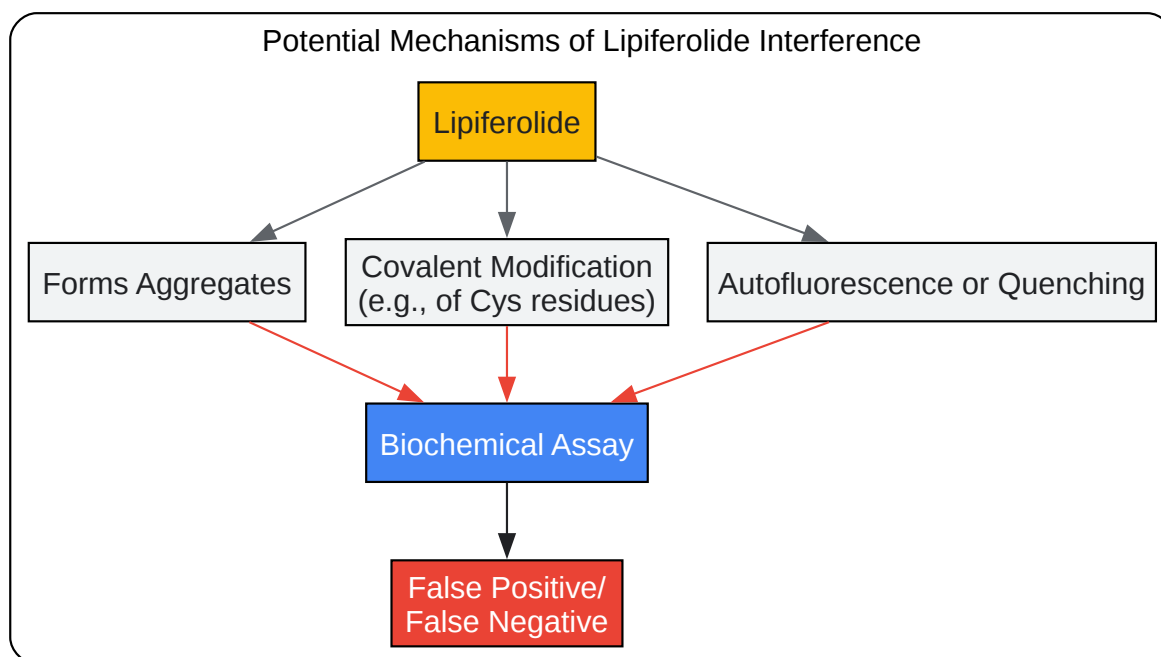 Potential Mechanisms of Lipiferolide Interference
Lipiferolide
Forms Aggregates
Covalent Modification
(e.g., of Cys residues)
Autofluorescence or Quenching
Biochemical Assay
False Positive/
False Negative